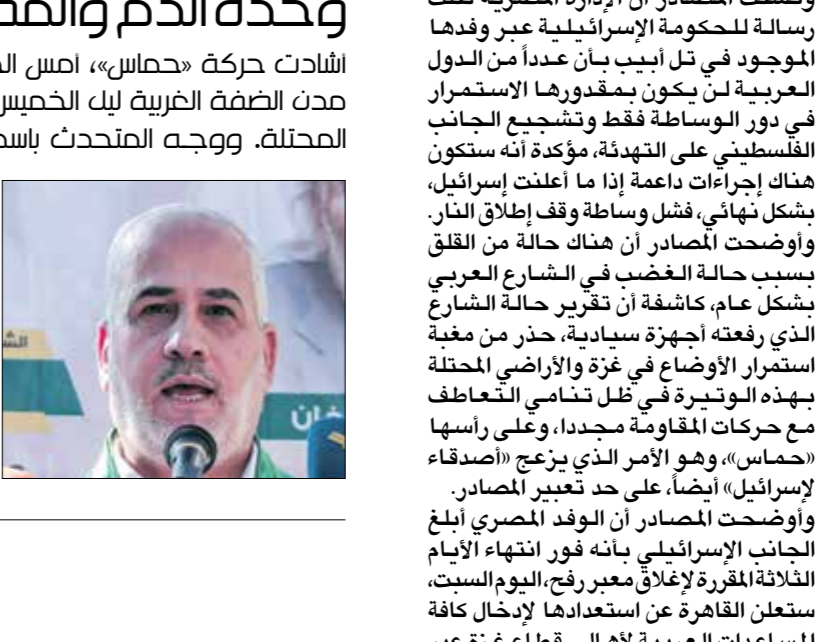 وحدة الدم والمص
أشادت حركة «حماس»، أمس ال
مدن الضفة الغربية ليل الخميس
المحتلة. ووجه المتحدث باسم
رسالة للحكومة الإسرائيلية عبر وفدها
الموجود في تل أبيب بأن عدداً من الدول
العربية لن يكون بمقدورها الاستمرار
في دور الوساطة فقط وتشجيع الجانب
الفلسطيني على التهدئة، مؤكدة أنه ستكون
هناك إجراءات داعمة إذا ما أعلنت إسرائيل،
بشكل نهائي، فشل وساطة وقف إطلاق النار.
وأوضحت المصادر أن هناك حالة من القلق
بسبب حالة الغضب في الشارع العربي
بشكل عام، كاشفة أن تقرير حالة الشارع
الذي رفعته أجهزة سيادية، حذر من مغبة
استمرار الأوضاع في غزة والأراضي المحتلة
بهذه الوتيرة في ظل تنامي التعاطف
مع حركات المقاومة مجددا، وعلى رأسها
«حماس»، وهو الأمر الذي يزعج «أصدقاء
لإسرائيل» أيضاً، على حد تعبير المصادر.
وأوضحت المصادر أن الوفد المصري أبلغ
الجانب الإسرائيلي بأنه فور انتهاء الأيام
الثلاثة المقررة لإغلاق معبر رفح، اليوم السبت،
ستعلن القاهرة عن استعدادها لإدخال كافة